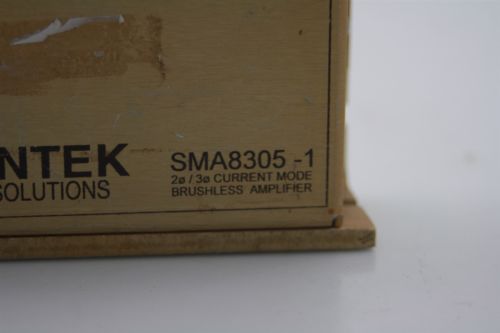 NTEK SMA8305 -1
2ø / 3ø CURRENT MODE
SOLUTIONS BRUSHLESS AMPLIFIER